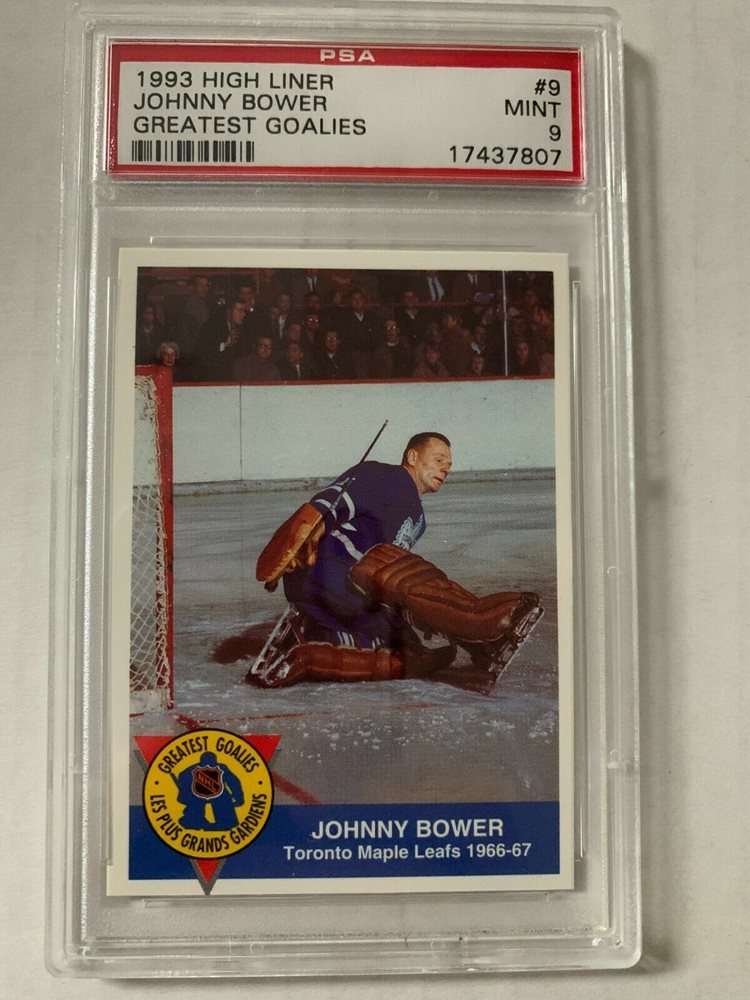 PSA
1993 HIGH LINER #9
JOHNNY BOWER MINT
GREATEST GOALIES 9
17437807
GREATEST GOALIES
NHL
LES PLUS GRANDS GARDIENS
JOHNNY BOWER
Toronto Maple Leafs 1966-67